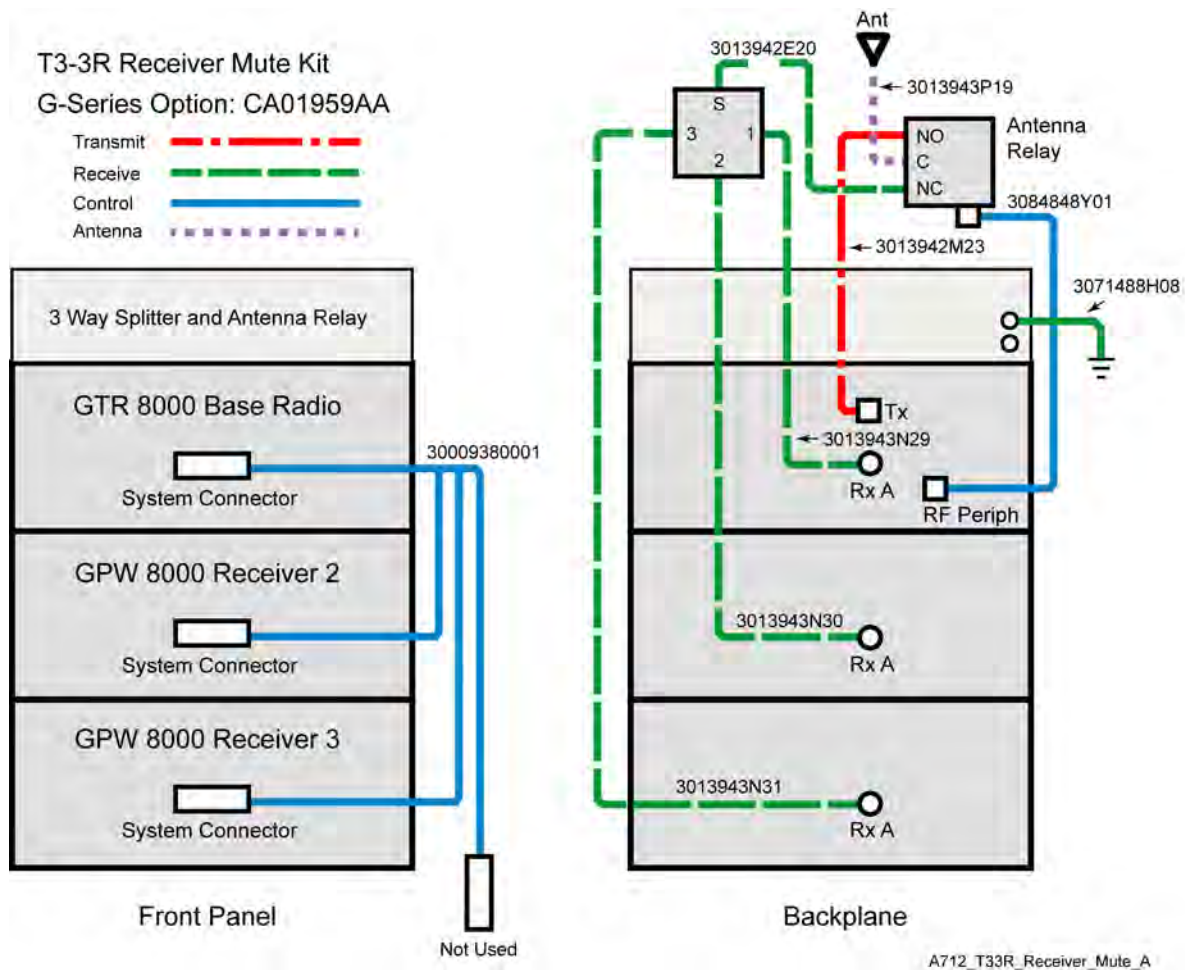 T3-3R Receiver Mute Kit
G-Series Option: CA01959AA
Transmit
Receive
Control
Antenna
3 Way Splitter and Antenna Relay
GTR 8000 Base Radio
System Connector
GPW 8000 Receiver 2
System Connector
GPW 8000 Receiver 3
System Connector
30009380001
Front Panel
Not Used
Ant
3013942E20
3013943P19
S
3
1
2
NO
C
NC
Antenna
Relay
3084848Y01
3013942M23
3071488H08
Tx
3013943N29
Rx A
RF Periph
3013943N30
Rx A
3013943N31
Rx A
Backplane
A712_T33R_Receiver_Mute_A